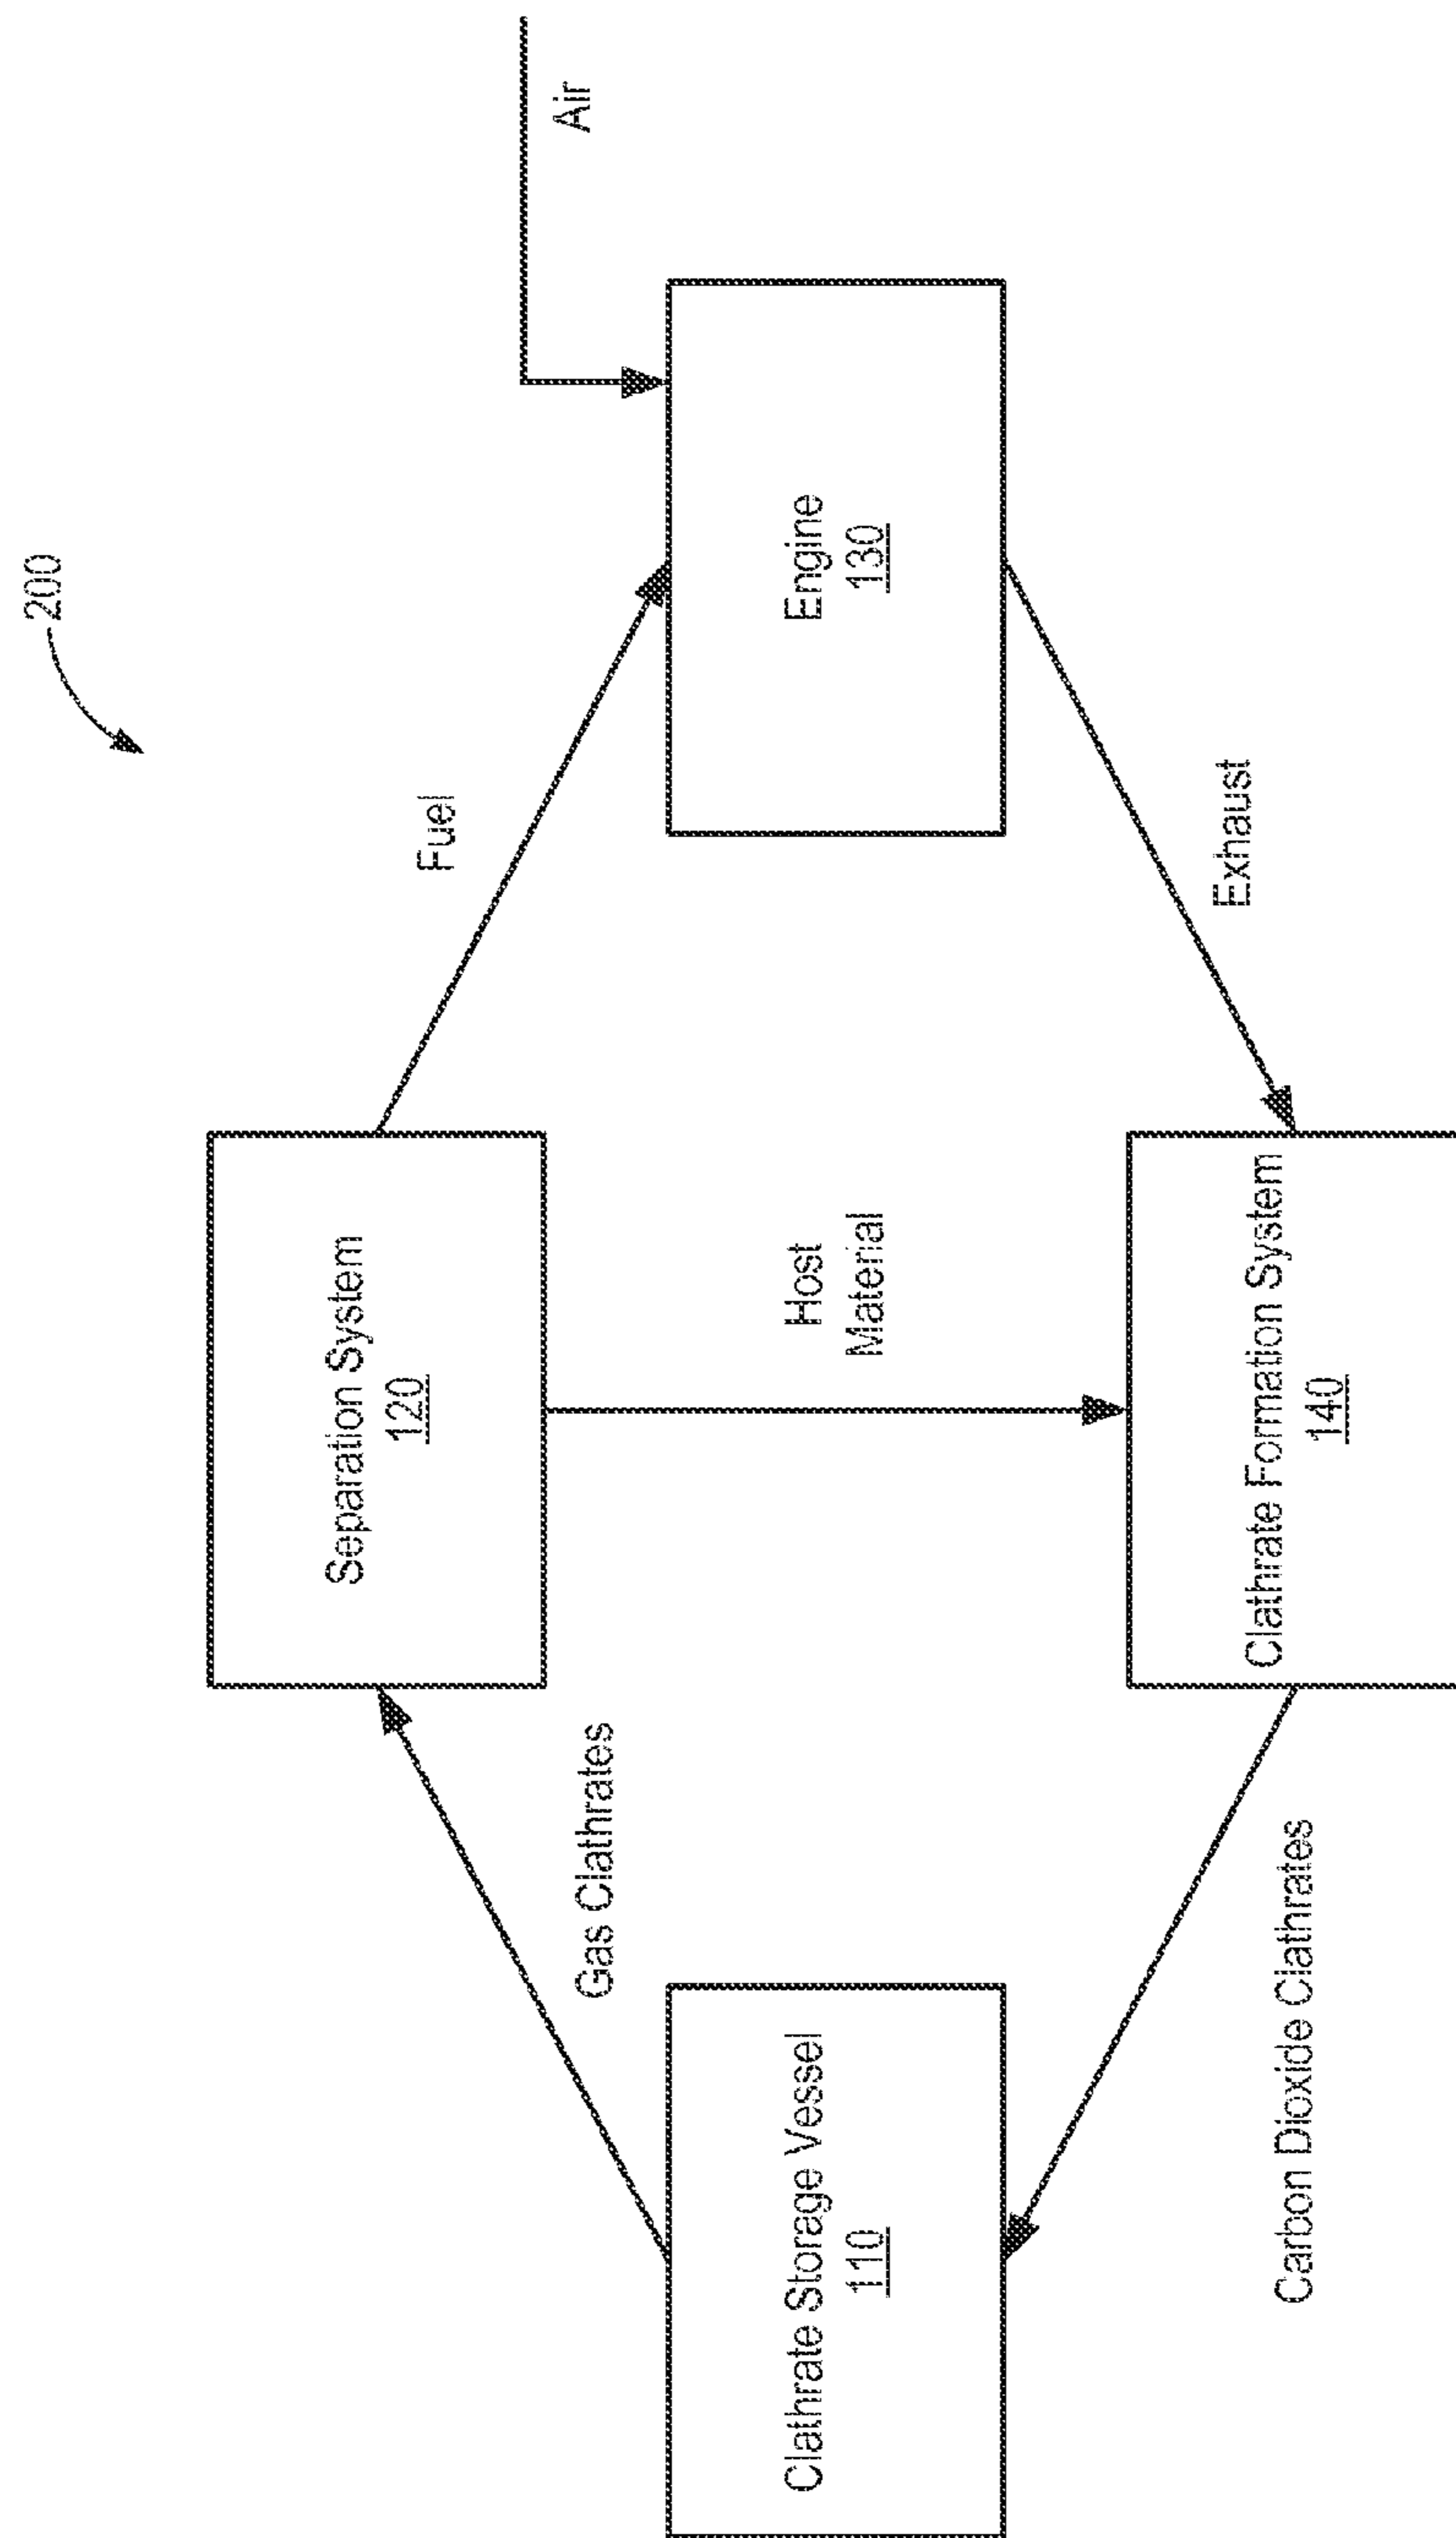 200
Air
Fuel
Engine
130
Exhaust
Separation System
120
Host
Material
Clathrate Formation System
140
Gas Clathrates
Clathrate Storage Vessel
110
Carbon Dioxide Clathrates